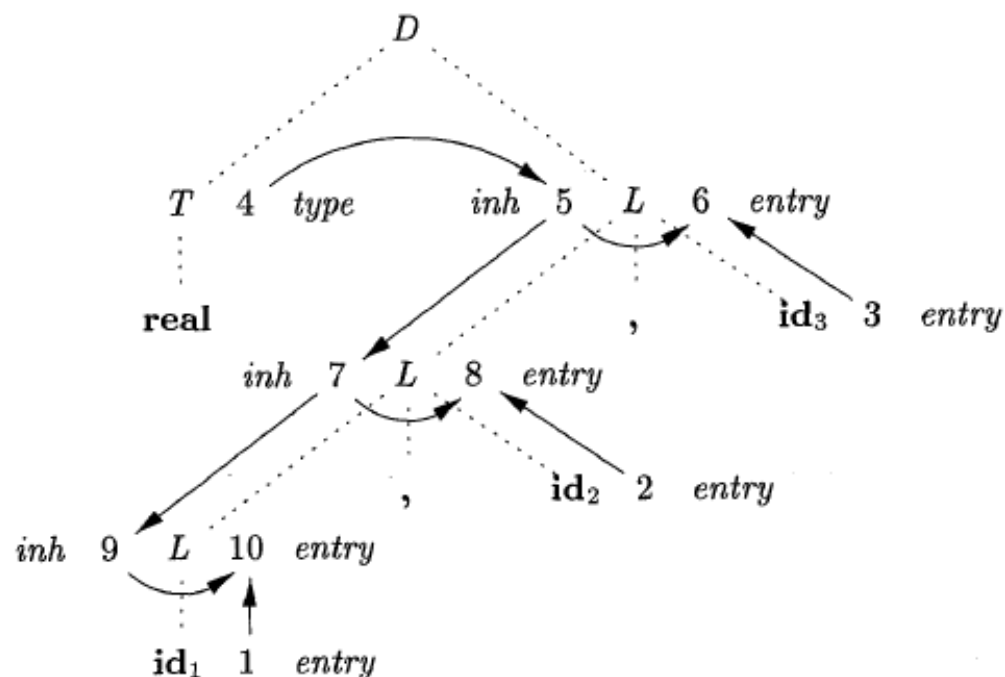 D
T 4 type inh 5 L 6 entry
real , id₃ 3 entry
inh 7 L 8 entry
, id₂ 2 entry
inh 9 L 10 entry
id₁ 1 entry